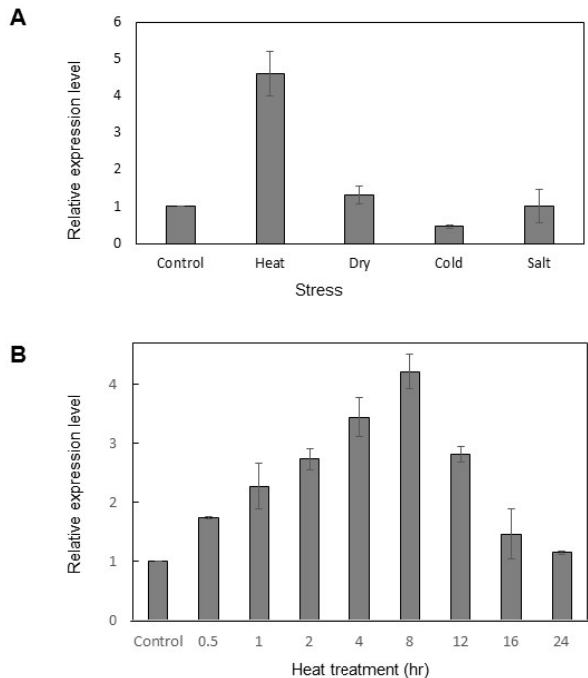 A
Relative expression level
6
5
4
3
2
1
0
Control Heat Dry Cold Salt
Stress
B
Relative expression level
4
3
2
1
0
Control 0.5 1 2 4 8 12 16 24
Heat treatment (hr)